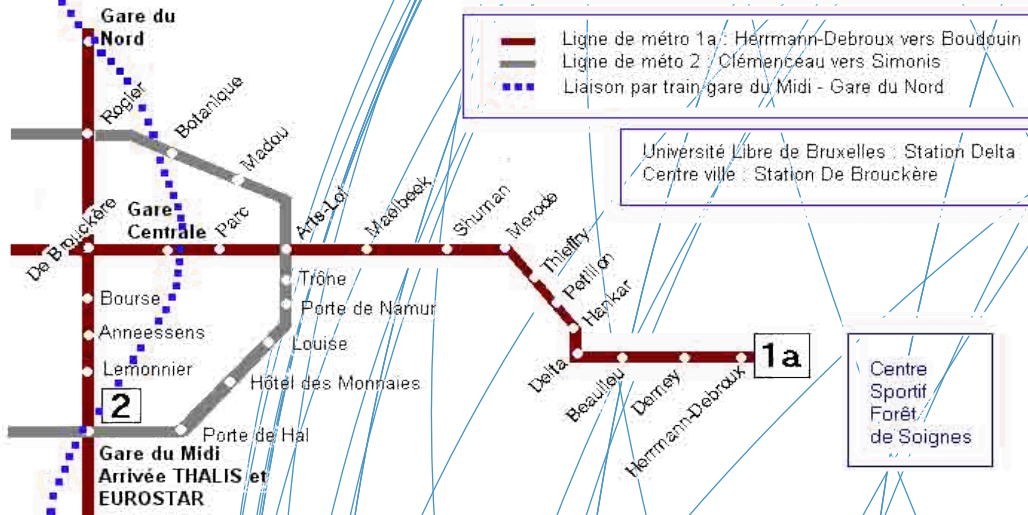 Gare du
Nord
Ligne de métro 1a : Herrmann-Debroux vers Boudouin
Ligne de méto 2 : Clémenceau vers Simonis
Liaison par train gare du Midi - Gare du Nord
Université Libre de Bruxelles : Station Delta
Centre ville : Station De Brouckère
Rogier
Botanique
Madou
De Brouckère
Gare
Centrale
Parc
Arts-Loi
Maelbeek
Shuman
Merode
Thieffry
Petillon
Hankar
Trône
Porte de Namur
Louise
Hôtel des Monnaies
Porte de Hal
Bourse
Anneessens
Lemonnier
2
Delta
Beaulieu
Demey
Herrmann-Debroux
1a
Centre
Sportif
Forêt
de Soignes
Gare du Midi
Arrivée THALIS et
EUROSTAR